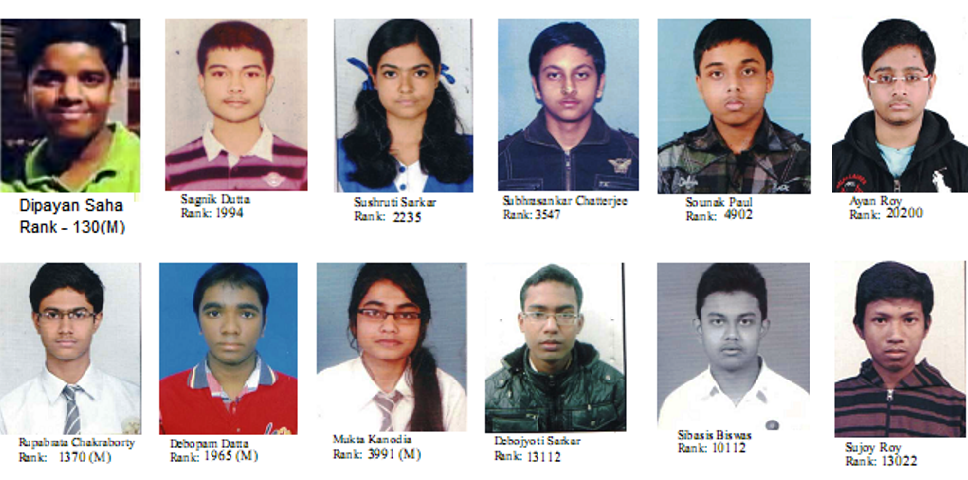 Dipayan Saha
Rank - 130(M)
Sagnik Dutta
Rank: 1994
Sushruti Sarkar
Rank: 2235
Subhrasankar Chatterjee
Rank: 3547
Sounak Paul
Rank: 4902
Ayan Roy
Rank: 20200
Rupabrata Chakraborty
Rank: 1370 (M)
Debopam Datta
Rank: 1965 (M)
Mukta Kanodia
Rank: 3991 (M)
Debojyoti Sarkar
Rank: 13112
Sibasis Biswas
Rank: 10112
Sujoy Roy
Rank: 13022